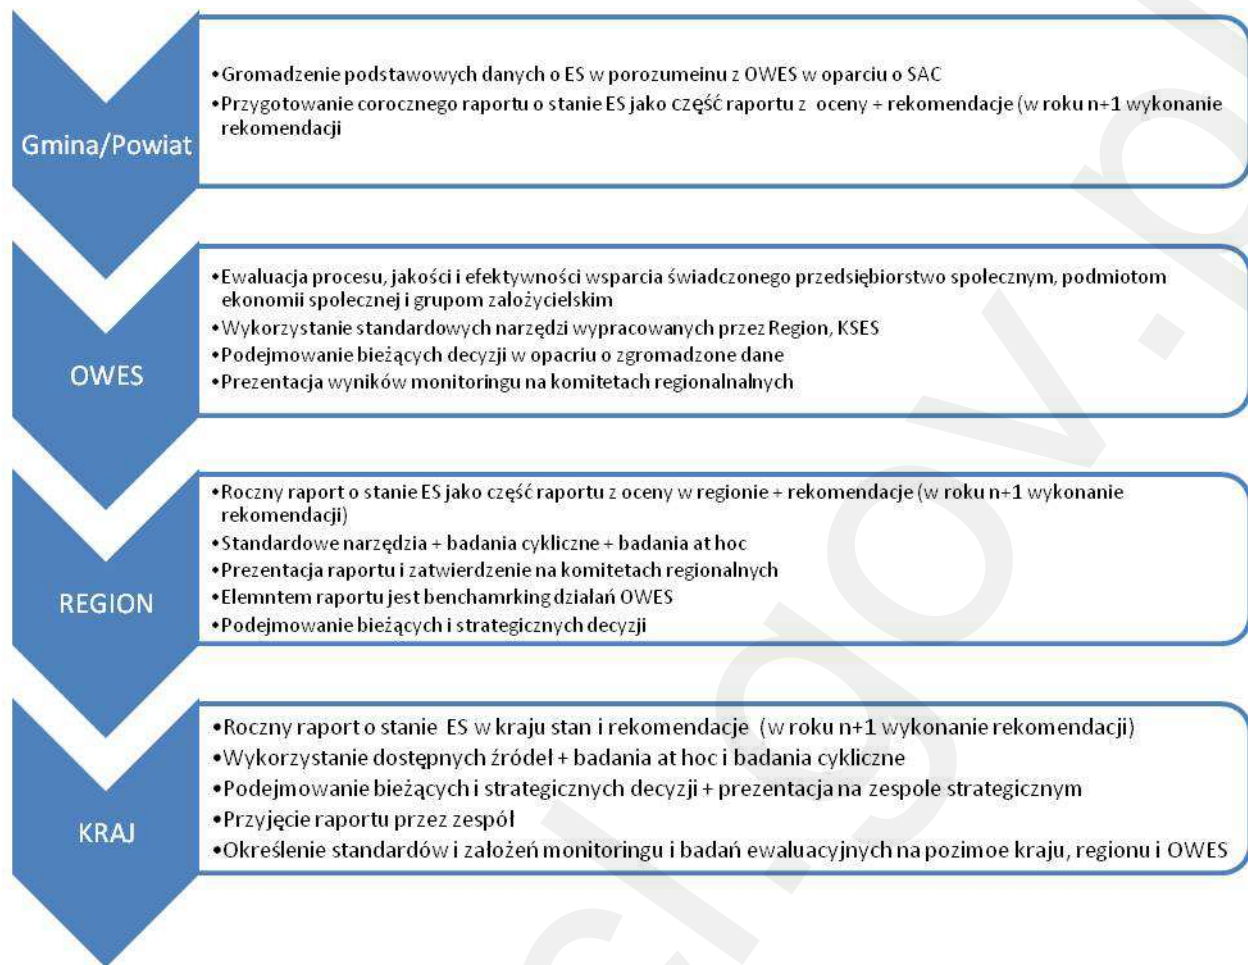 Gmina/Powiat
•Gromadzenie podstawowych danych o ES w porozumeinu z OWES w oparciu o SAC
•Przygotowanie corocznego raportu o stanie ES jako część raportu z oceny + rekomendacje (w roku n+1 wykonanie
rekomendacji
OWES
•Ewaluacja procesu, jakości i efektywności wsparcia świadczonego przedsiębiorstwo społecznym, podmiotom
ekonomii społecznej i grupom założycielskim
•Wykorzystanie standardowych narzędzi wypracowanych przez Region, KSES
•Podejmowanie bieżących decyzji w opacriu o zgromadzone dane
•Prezentacja wyników monitoringu na komitetach regionalnalnych
REGION
•Roczny raport o stanie ES jako część raportu z oceny w regionie + rekomendacje (w roku n+1 wykonanie
rekomendacji)
•Standardowe narzędzia + badania cykliczne + badania at hoc
•Prezentacja raportu i zatwierdzenie na komitetach regionalnych
•Elemntem raportu jest benchamrking działań OWES
•Podejmowanie bieżących i strategicznych decyzji
KRAJ
•Roczny raport o stanie ES w kraju stan i rekomendacje (w roku n+1 wykonanie rekomendacji)
•Wykorzystanie dostępnych źródeł + badania at hoc i badania cykliczne
•Podejmowanie bieżących i strategicznych decyzji + prezentacja na zespole strategicznym
•Przyjęcie raportu przez zespół
•Określenie standardów i założeń monitoringu i badań ewaluacyjnych na pozimoe kraju, regionu i OWES
cl.gov.pl